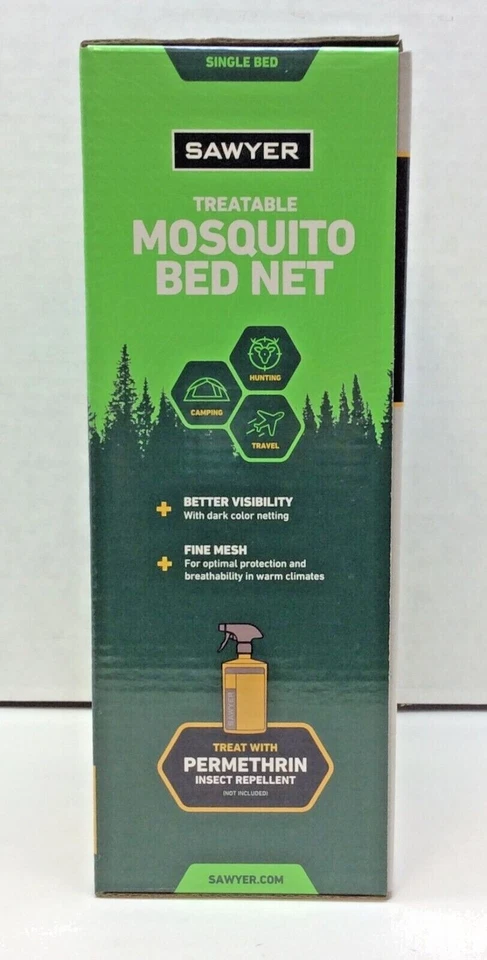 SINGLE BED
SAWYER
TREATABLE
MOSQUITO
BED NET
HUNTING
CAMPING
TRAVEL
BETTER VISIBILITY
With dark color netting
FINE MESH
For optimal protection and
breathability in warm climates
SAWYER
TREAT WITH
PERMETHRIN
INSECT REPELLENT
(NOT INCLUDED)
SAWYER.COM